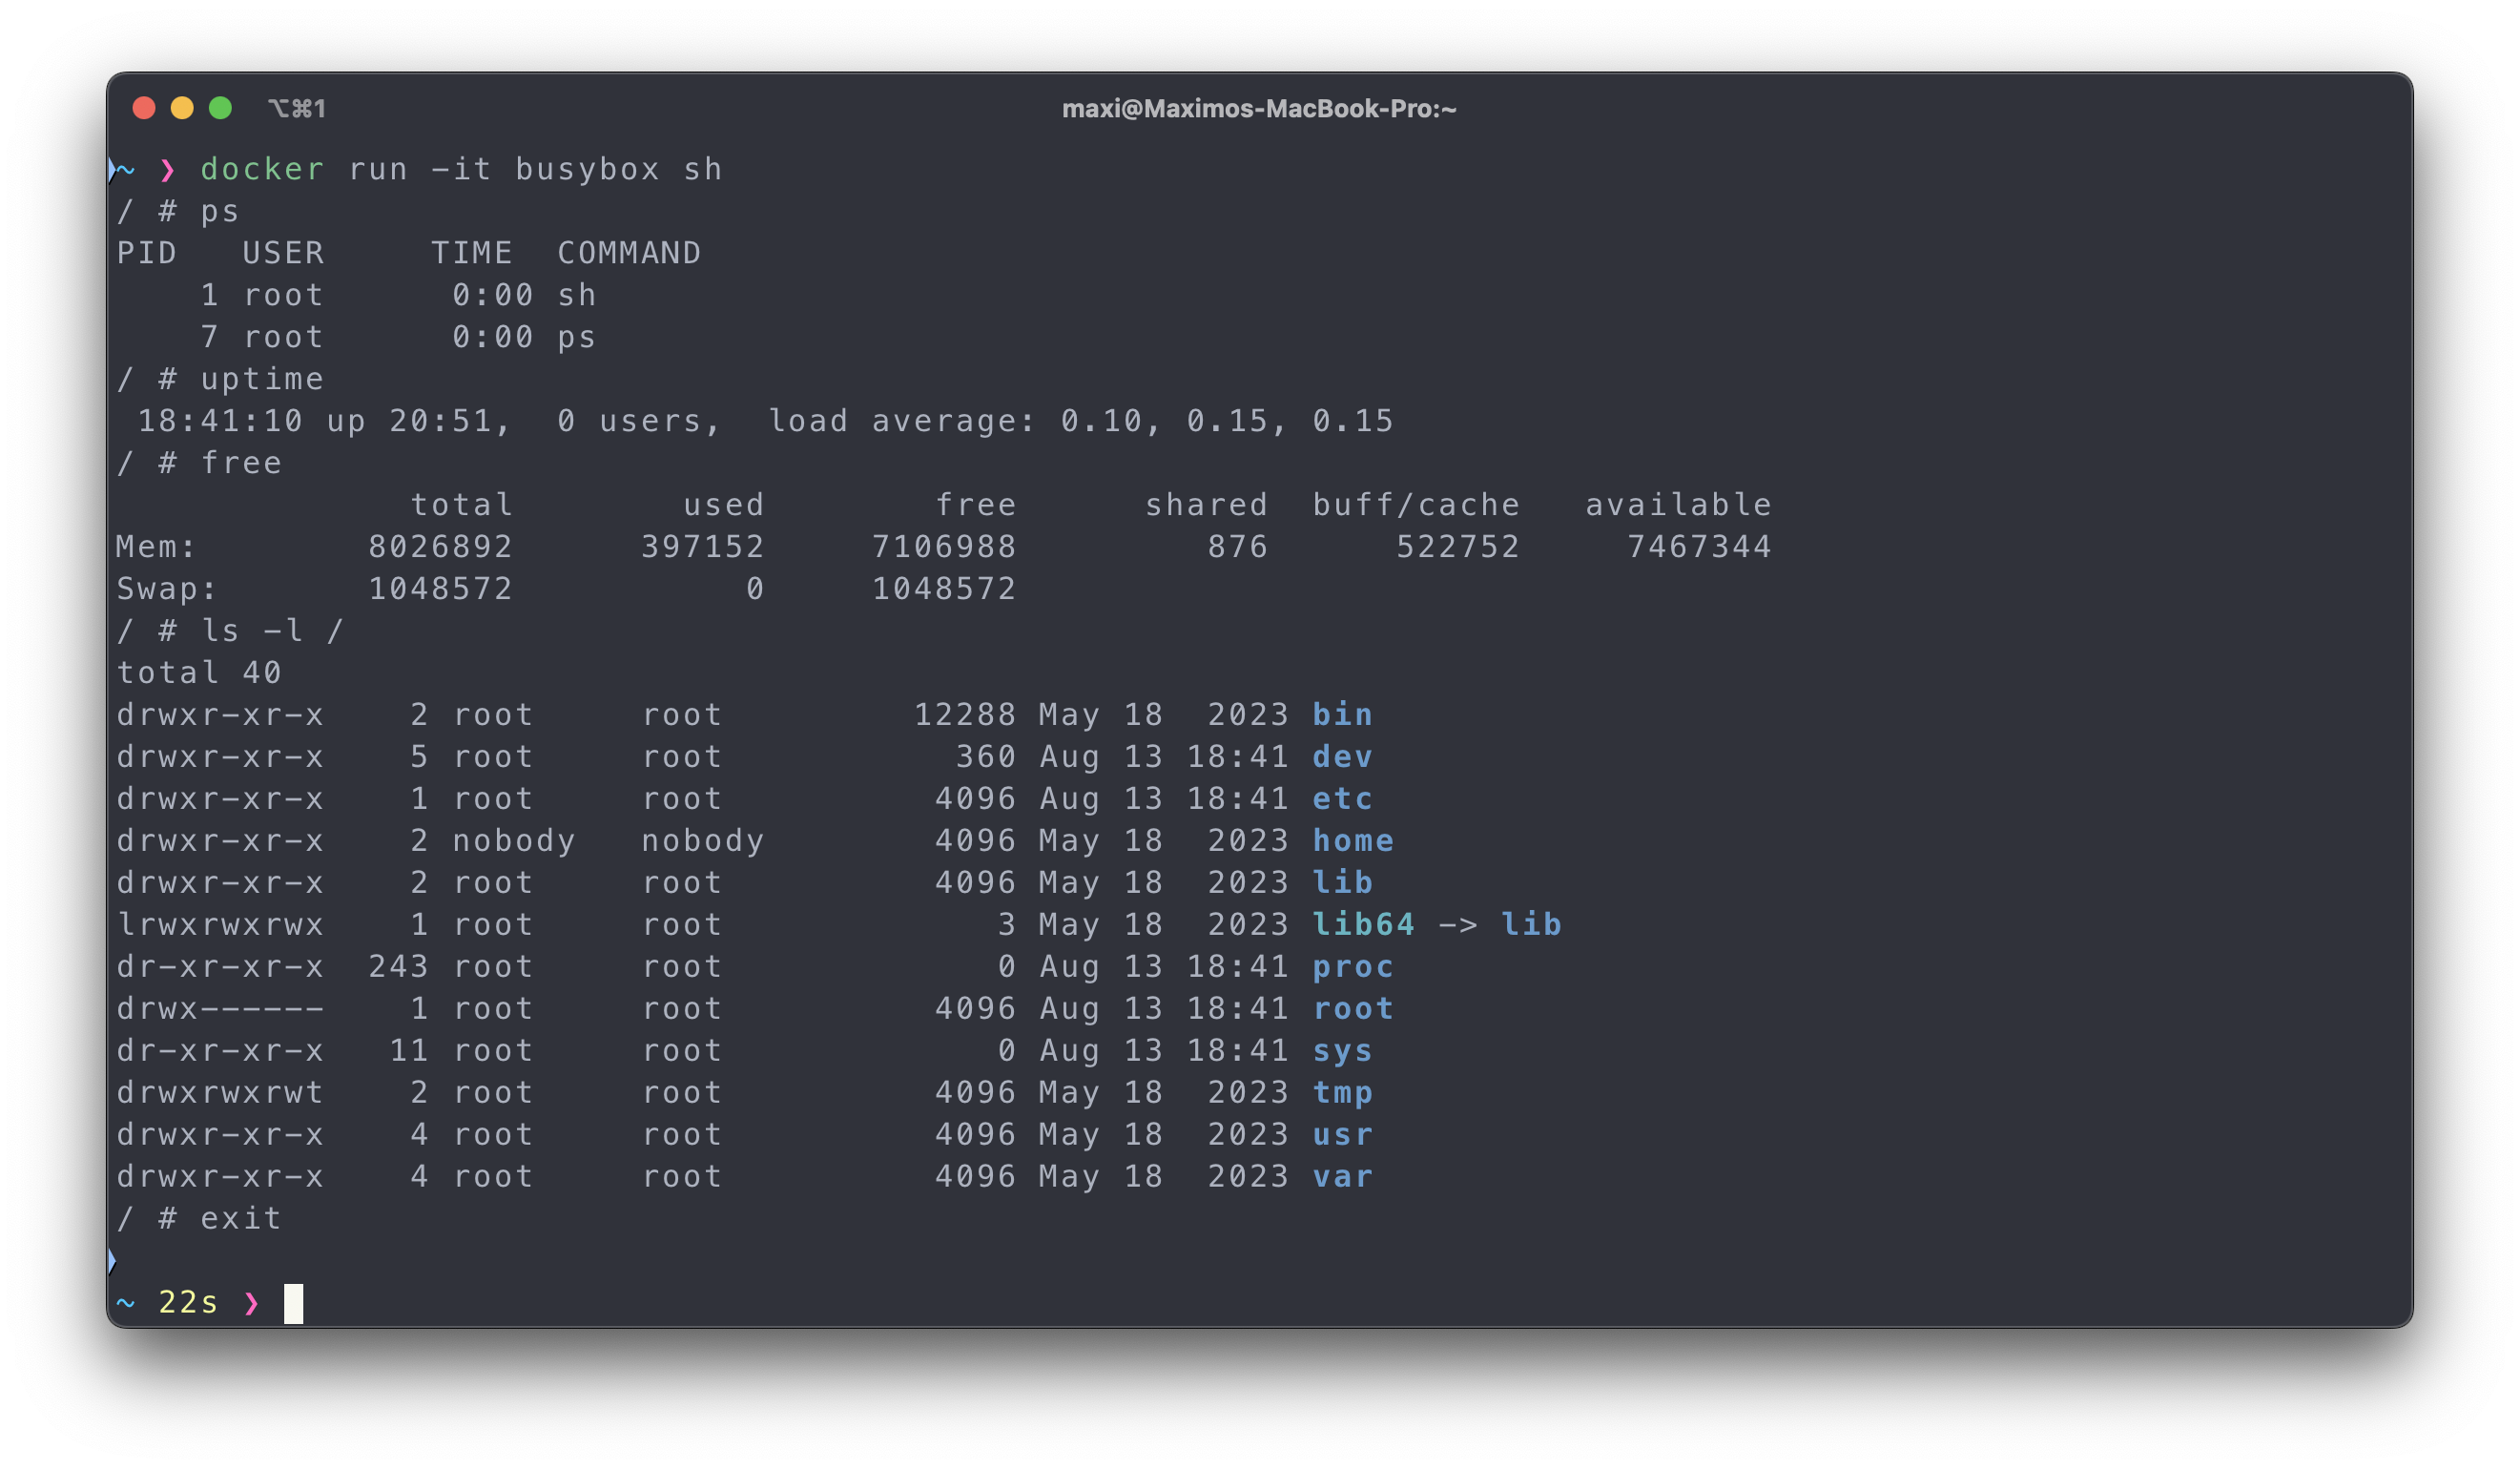 ⌥⌘1 maxi@Maximos-MacBook-Pro:~
~ ❯ docker run -it busybox sh
/ # ps
PID   USER     TIME  COMMAND
    1 root      0:00 sh
    7 root      0:00 ps
/ # uptime
 18:41:10 up 20:51,  0 users,  load average: 0.10, 0.15, 0.15
/ # free
              total        used        free      shared  buff/cache   available
Mem:        8026892      397152     7106988         876      522752     7467344
Swap:       1048572           0     1048572
/ # ls -l /
total 40
drwxr-xr-x    2 root     root         12288 May 18  2023 bin
drwxr-xr-x    5 root     root           360 Aug 13 18:41 dev
drwxr-xr-x    1 root     root          4096 Aug 13 18:41 etc
drwxr-xr-x    2 nobody   nobody        4096 May 18  2023 home
drwxr-xr-x    2 root     root          4096 May 18  2023 lib
lrwxrwxrwx    1 root     root             3 May 18  2023 lib64 -> lib
dr-xr-xr-x  243 root     root             0 Aug 13 18:41 proc
drwx------    1 root     root          4096 Aug 13 18:41 root
dr-xr-xr-x   11 root     root             0 Aug 13 18:41 sys
drwxrwxrwt    2 root     root          4096 May 18  2023 tmp
drwxr-xr-x    4 root     root          4096 May 18  2023 usr
drwxr-xr-x    4 root     root          4096 May 18  2023 var
/ # exit
~ 22s ❯